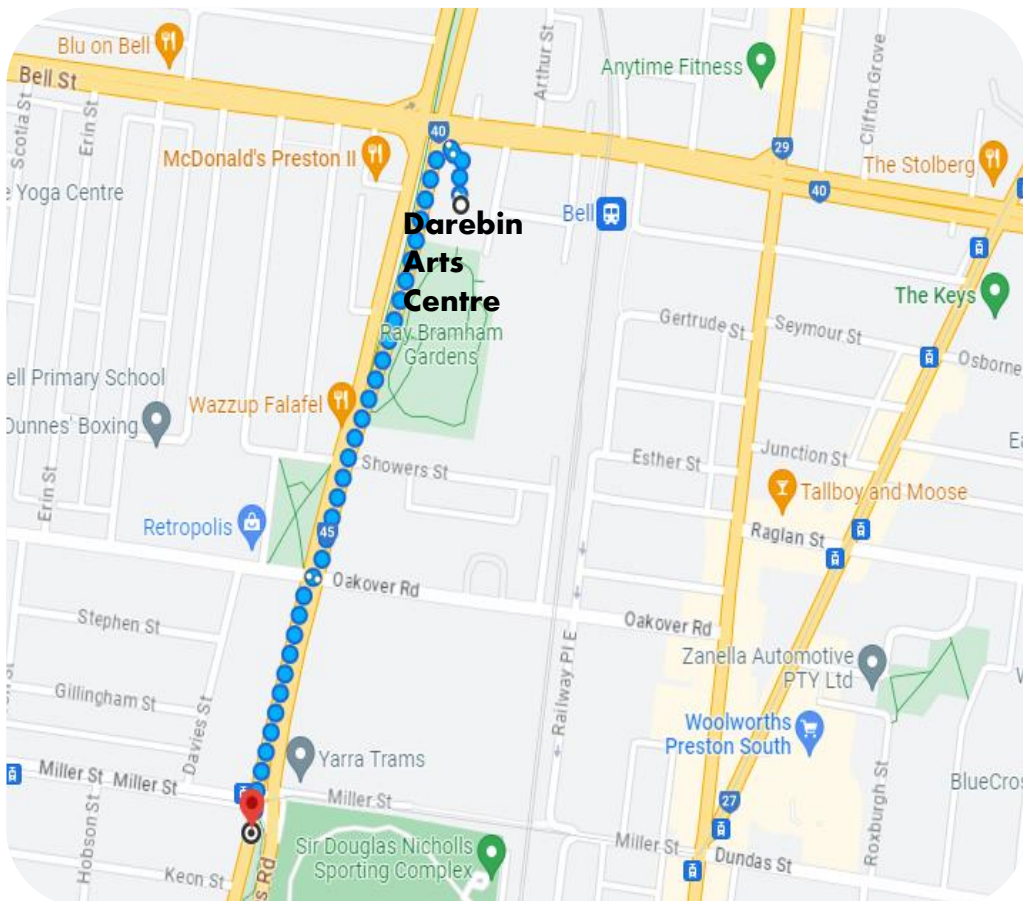 Blu on Bell
Bell St
Scotia St
Erin St
Arthur St
Anytime Fitness
Clifton Grove
40
29
McDonald's Preston II
The Stolberg
Yoga Centre
40
Darebin
Arts
Centre
Bell
The Keys
Ray Bramham
Gardens
Gertrude St
Seymour St
Osborne
ell Primary School
Dunnes' Boxing
Wazzup Falafel
Junction St
Showers St
Esther St
Erin St
Tallboy and Moose
Retropolis
45
Raglan St
Oakover Rd
Oakover Rd
Stephen St
Railway Pl E
Zanella Automotive
PTY Ltd
Gillingham St
Davies St
Woolworths
Preston South
Yarra Trams
Miller St
Miller St
Miller St
BlueCros
27
Hobson St
Roxburgh St
Sir Douglas Nicholls
Sporting Complex
Miller St
Dundas St
Keon St
s Rd